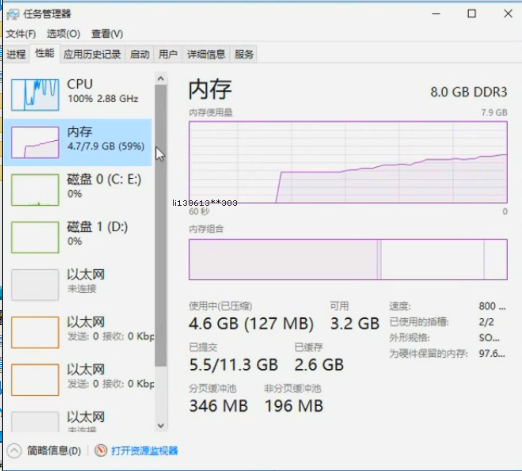 任务管理器
文件(F) 选项(O) 查看(V)
进程 性能 应用历史记录 启动 用户 详细信息 服务
CPU
100% 2.88 GHz
内存
4.7/7.9 GB (59%)
磁盘 0 (C: E:)
0%
磁盘 1 (D:)
0%
以太网
未连接
以太网
发送: 0 接收: 0 Kbp
以太网
发送: 0 接收: 0 Kbp
以太网
未连接
内存 8.0 GB DDR3
内存使用量 7.9 GB
60 秒 0
内存组合
使用中(已压缩)
4.6 GB (127 MB)
可用
3.2 GB
已提交
5.5/11.3 GB
已缓存
2.6 GB
分页缓冲池
346 MB
非分页缓冲池
196 MB
速度: 800 ...
已使用的插槽: 2/2
外形规格: SO...
为硬件保留的内存: 97.6...
简略信息(D) 打开资源监视器